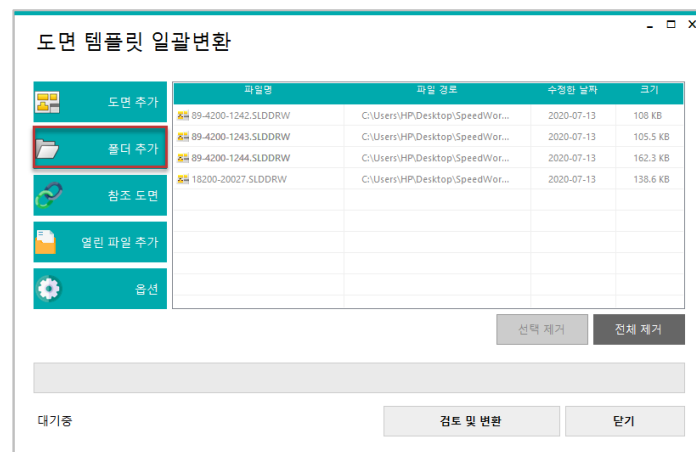 도면 템플릿 일괄변환
도면 추가
폴더 추가
참조 도면
열린 파일 추가
옵션
파일명 파일 경로 수정한 날짜 크기
89-4200-1242.SLDDRW C:\Users\HP\Desktop\SpeedWor... 2020-07-13 108 KB
89-4200-1243.SLDDRW C:\Users\HP\Desktop\SpeedWor... 2020-07-13 105.5 KB
89-4200-1244.SLDDRW C:\Users\HP\Desktop\SpeedWor... 2020-07-13 162.3 KB
18200-20027.SLDDRW C:\Users\HP\Desktop\SpeedWor... 2020-07-13 138.6 KB
선택 제거 전체 제거
대기중 검토 및 변환 닫기